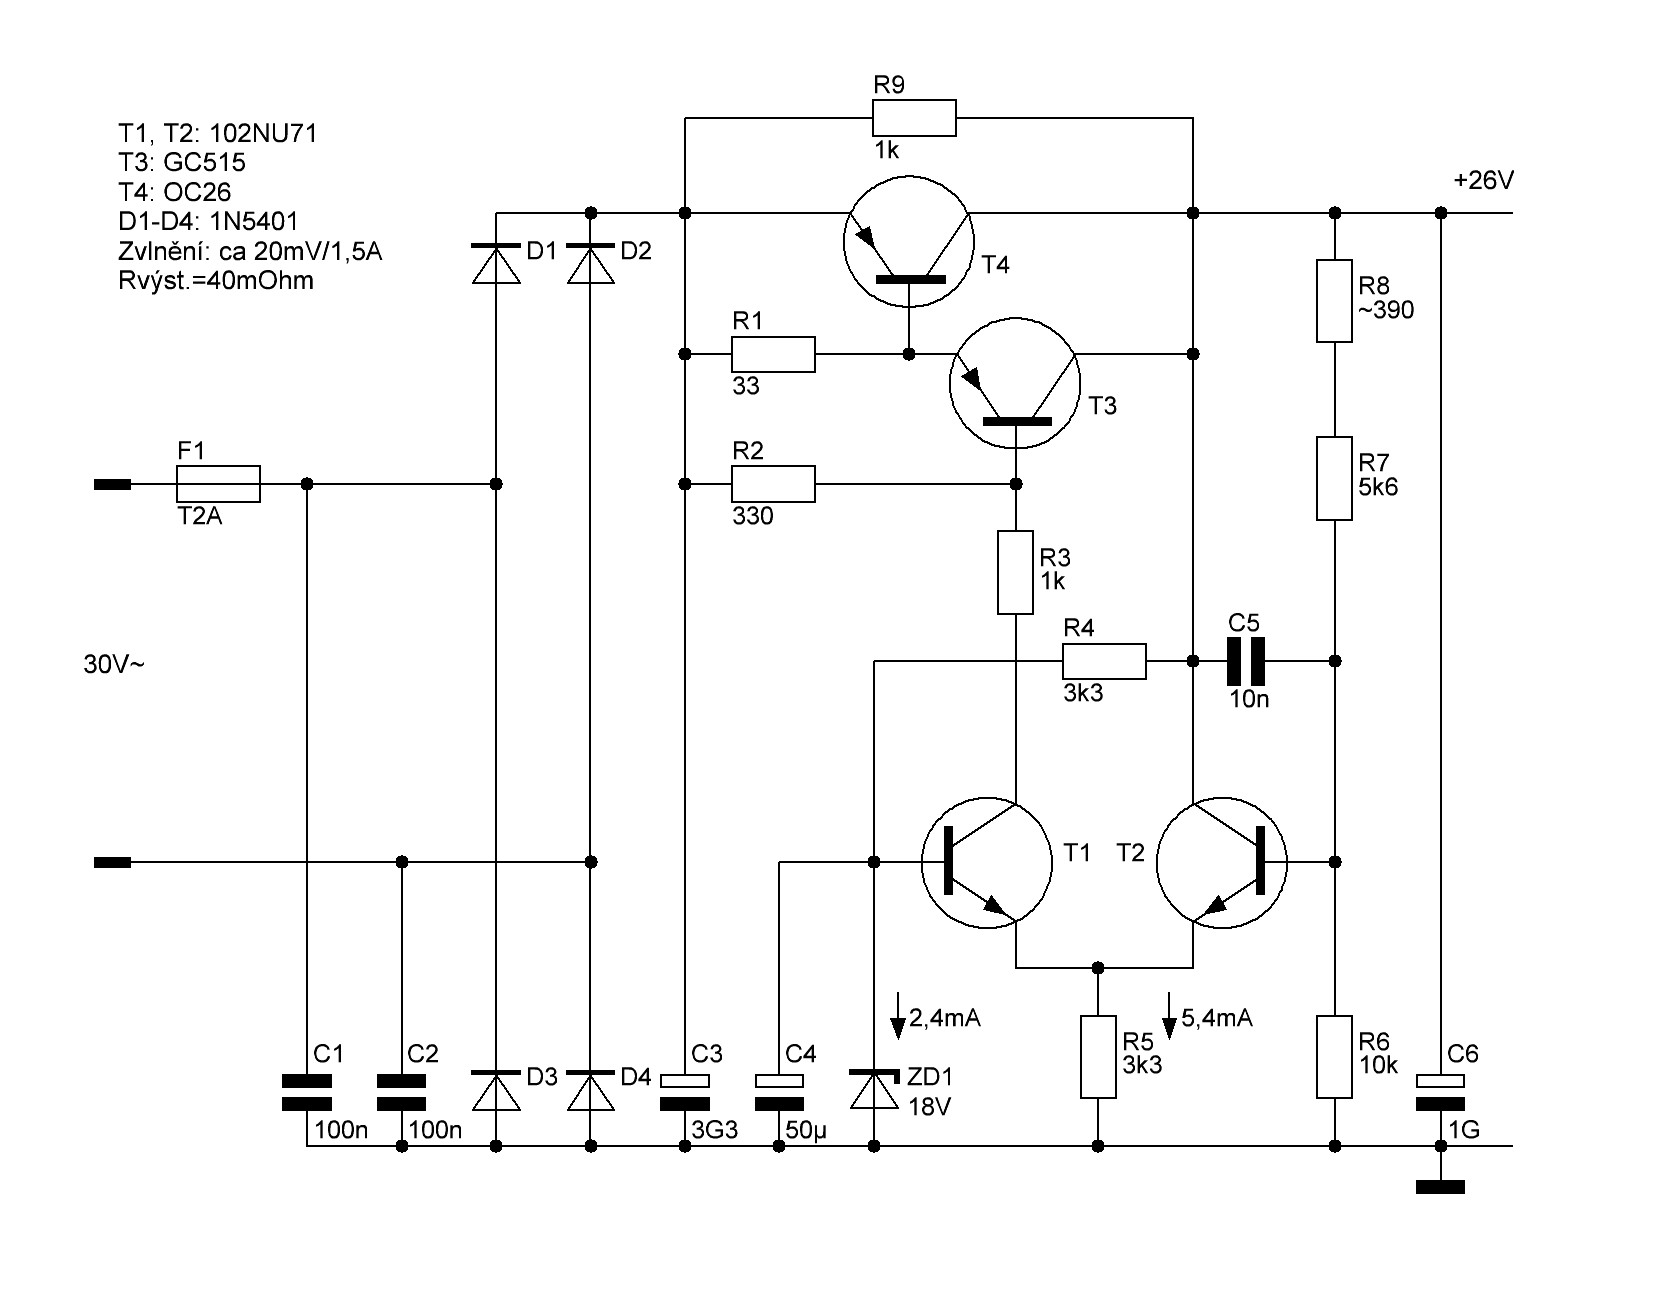 R9
1k
T1, T2: 102NU71
T3: GC515
T4: OC26
D1-D4: 1N5401
Zvlnění: ca 20mV/1,5A
Rvýst.=40mOhm
+26V
D1
D2
T4
R8
~390
R1
33
T3
F1
T2A
R2
330
R7
5k6
R3
1k
30V~
R4
3k3
C5
10n
T1
T2
2,4mA
5,4mA
C1
100n
C2
100n
D3
D4
C3
3G3
C4
50µ
ZD1
18V
R5
3k3
R6
10k
C6
1G